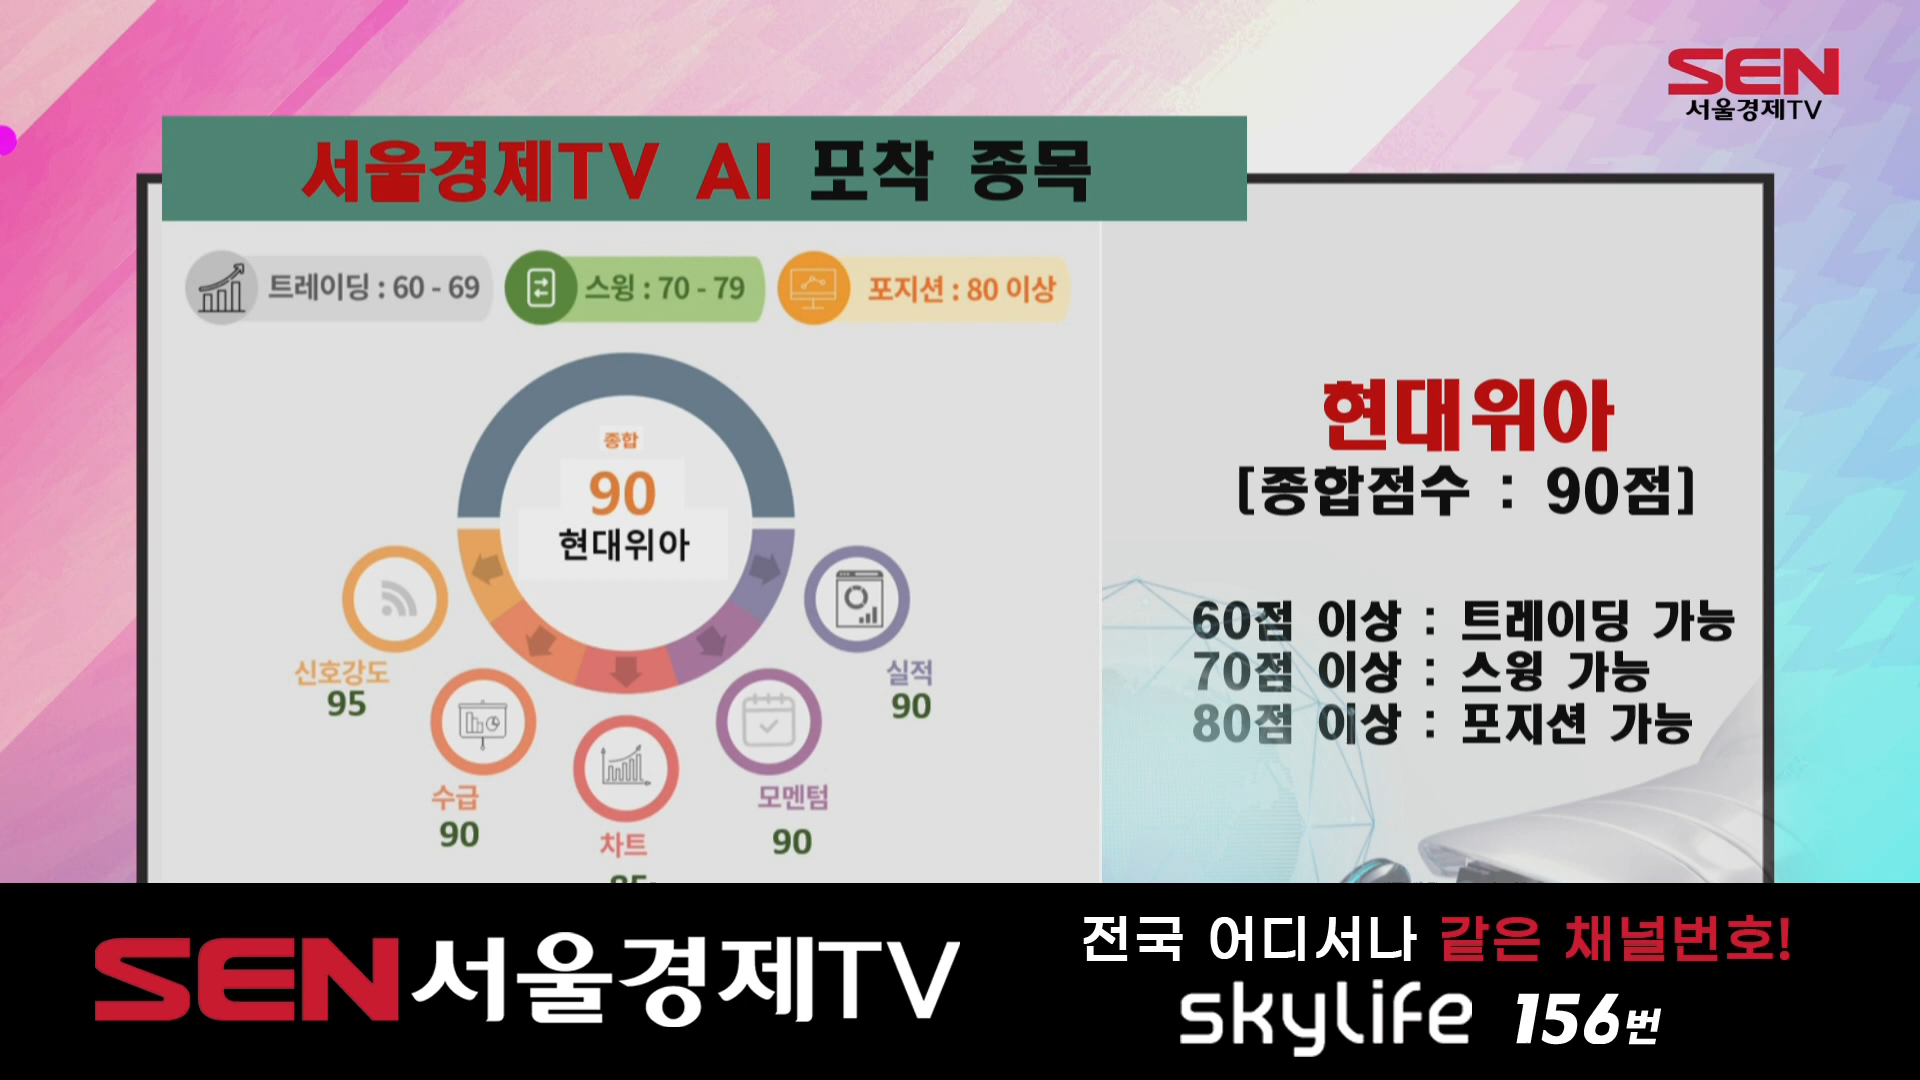 SEN
서울경제TV
서울경제TV AI 포착 종목
트레이딩 : 60 - 69
스윙 : 70 - 79
포지션 : 80 이상
종합
90
현대위아
신호강도
95
수급
90
차트
모멘텀
90
실적
90
현대위아
[종합점수 : 90점]
60점 이상 : 트레이딩 가능
70점 이상 : 스윙 가능
80점 이상 : 포지션 가능
SEN서울경제TV
전국 어디서나 같은 채널번호!
skylife 156번